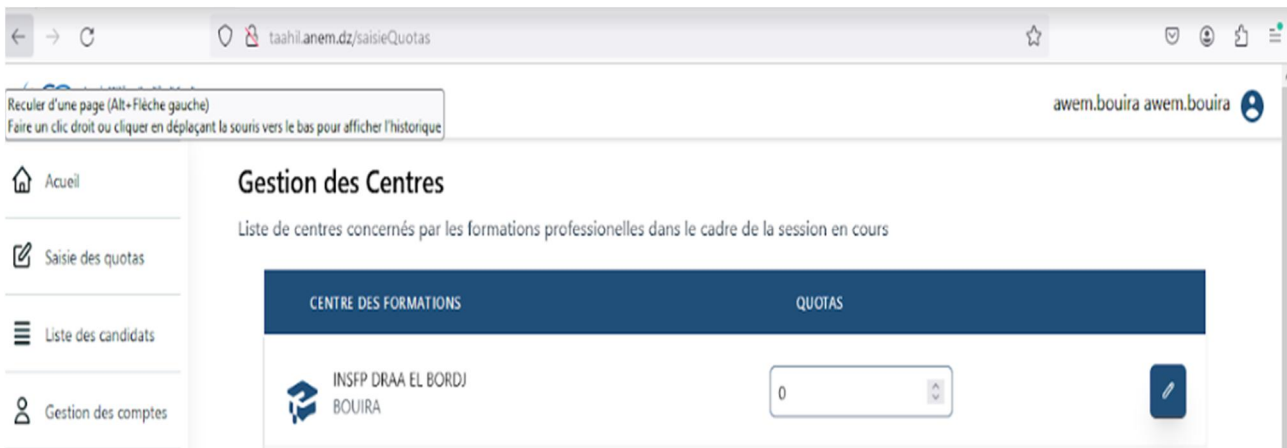 taahil.anem.dz/saisieQuotas
Reculer d'une page (Alt+Flèche gauche)
Faire un clic droit ou cliquer en déplaçant la souris vers le bas pour afficher l'historique
awem.bouira awem.bouira
Acueil
Saisie des quotas
Liste des candidats
Gestion des comptes
Gestion des Centres
Liste de centres concernés par les formations professionelles dans le cadre de la session en cours
CENTRE DES FORMATIONS QUOTAS
INSFP DRAA EL BORDJ
BOUIRA
0